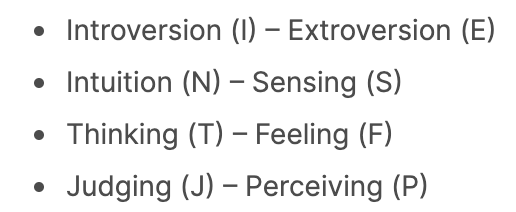 • Introversion (I) – Extroversion (E)
• Intuition (N) – Sensing (S)
• Thinking (T) – Feeling (F)
• Judging (J) – Perceiving (P)